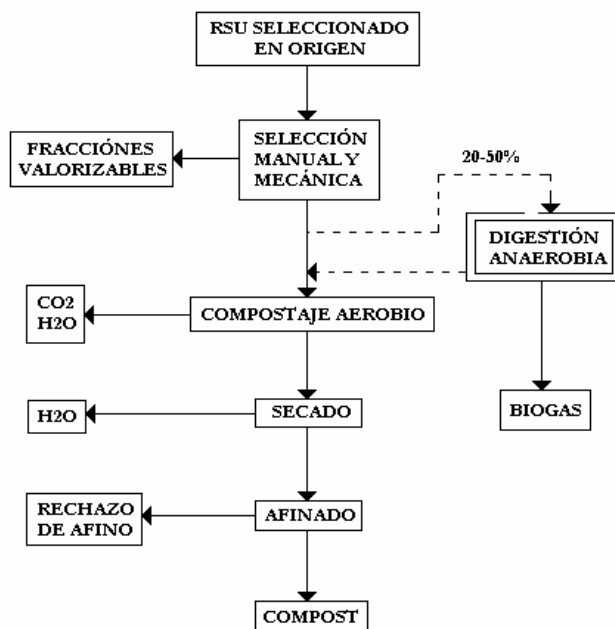 RSU SELECCIONADO
EN ORIGEN
FRACCIÓNES
VALORIZABLES
SELECCIÓN
MANUAL Y
MECÁNICA
20-50%
DIGESTIÓN
ANAEROBIA
CO2
H2O
COMPOSTAJE AEROBIO
H2O
SECADO
BIOGAS
RECHAZO
DE AFINO
AFINADO
COMPOST